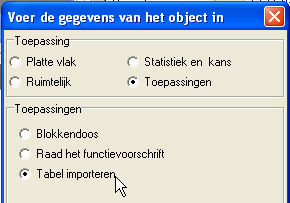 Voer de gegevens van het object in
Toepassing
Platte vlak
Statistiek en kans
Ruimtelijk
Toepassingen
Toepassingen
Blokkendoos
Raad het functievoorschrift
Tabel importeren